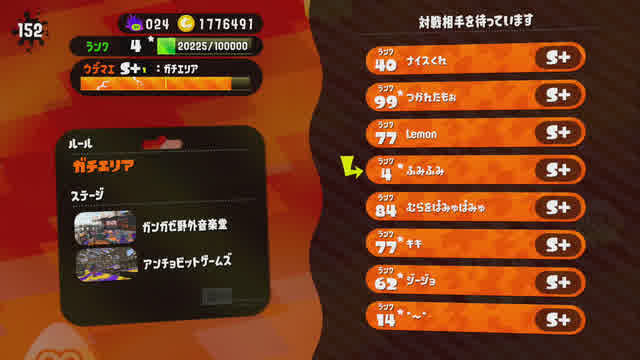 152
024 1776491
ランク 4* 20225/100000
ウデマエ S+1 : ガチエリア
ルール
ガチエリア
ステージ
ガンガゼ野外音楽堂
アンチョビットゲームズ
対戦相手を待っています
ランク 40 ナイスくん S+
ランク 99* つかれたもぉ S+
ランク 77 Lemon S+
ランク 4* ふみふみ S+
ランク 84 むらをぱみゅぱみゅ S+
ランク 77* キキ S+
ランク 62* ジージョ S+
ランク 14* S+